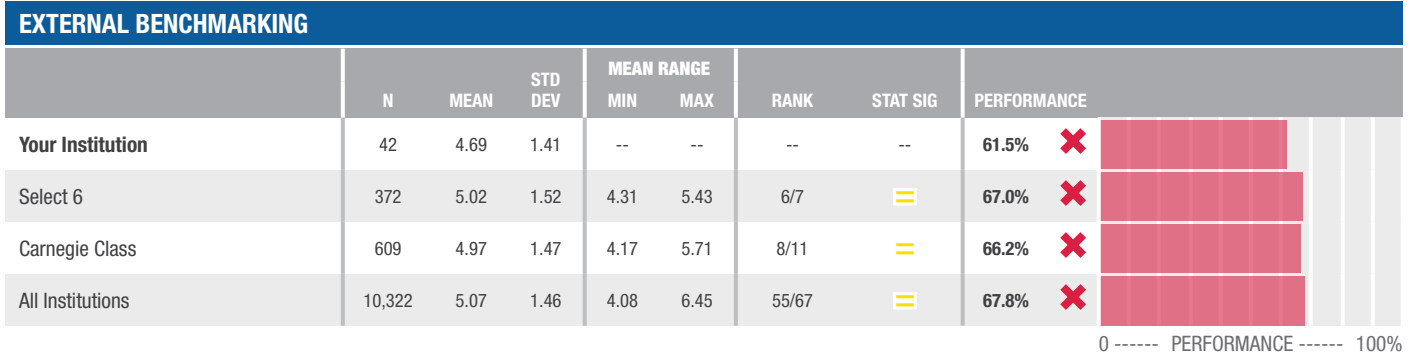 EXTERNAL BENCHMARKING
N MEAN STD DEV MEAN RANGE MIN MAX RANK STAT SIG PERFORMANCE
Your Institution 42 4.69 1.41 -- -- -- -- 61.5%
Select 6 372 5.02 1.52 4.31 5.43 6/7 = 67.0%
Carnegie Class 609 4.97 1.47 4.17 5.71 8/11 = 66.2%
All Institutions 10,322 5.07 1.46 4.08 6.45 55/67 = 67.8%
0 ------ PERFORMANCE ------ 100%